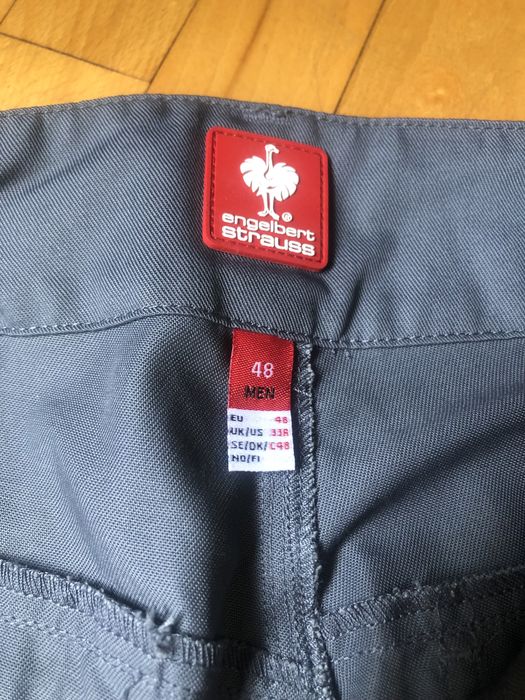 engelbert
strauss
®
48
MEN
EU 48
UK/US 33R
SE/DK/ C48
NO/FI